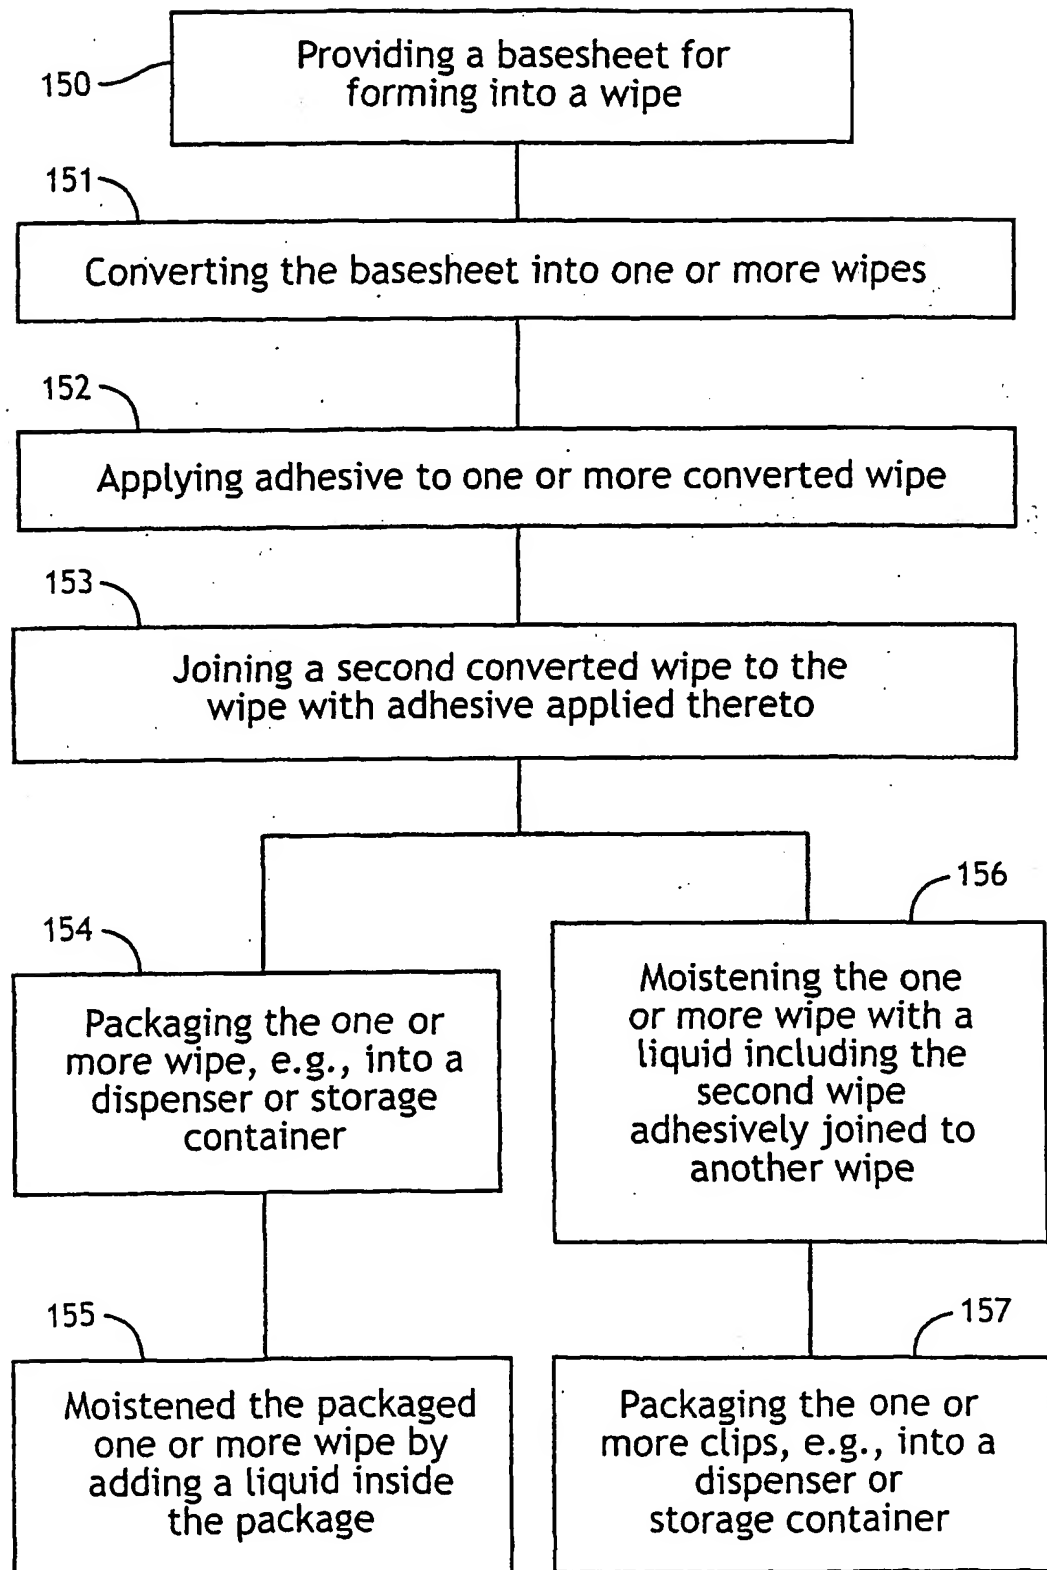 150
Providing a basesheet for
forming into a wipe
151
Converting the basesheet into one or more wipes
152
Applying adhesive to one or more converted wipe
153
Joining a second converted wipe to the
wipe with adhesive applied thereto
154
Packaging the one or
more wipe, e.g., into a
dispenser or storage
container
156
Moistening the one
or more wipe with a
liquid including the
second wipe
adhesively joined to
another wipe
155
Moistened the packaged
one or more wipe by
adding a liquid inside
the package
157
Packaging the one or
more clips, e.g., into a
dispenser or
storage container